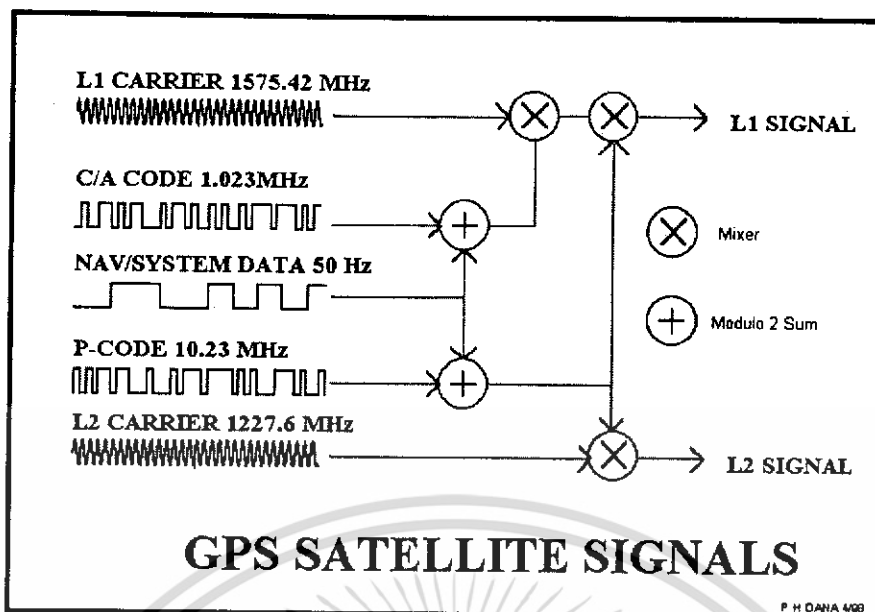 L1 CARRIER 1575.42 MHz
L1 SIGNAL
C/A CODE 1.023MHz
Mixer
NAV/SYSTEM DATA 50 Hz
Modulo 2 Sum
P-CODE 10.23 MHz
L2 CARRIER 1227.6 MHz
L2 SIGNAL
GPS SATELLITE SIGNALS
P H DANA 4/98